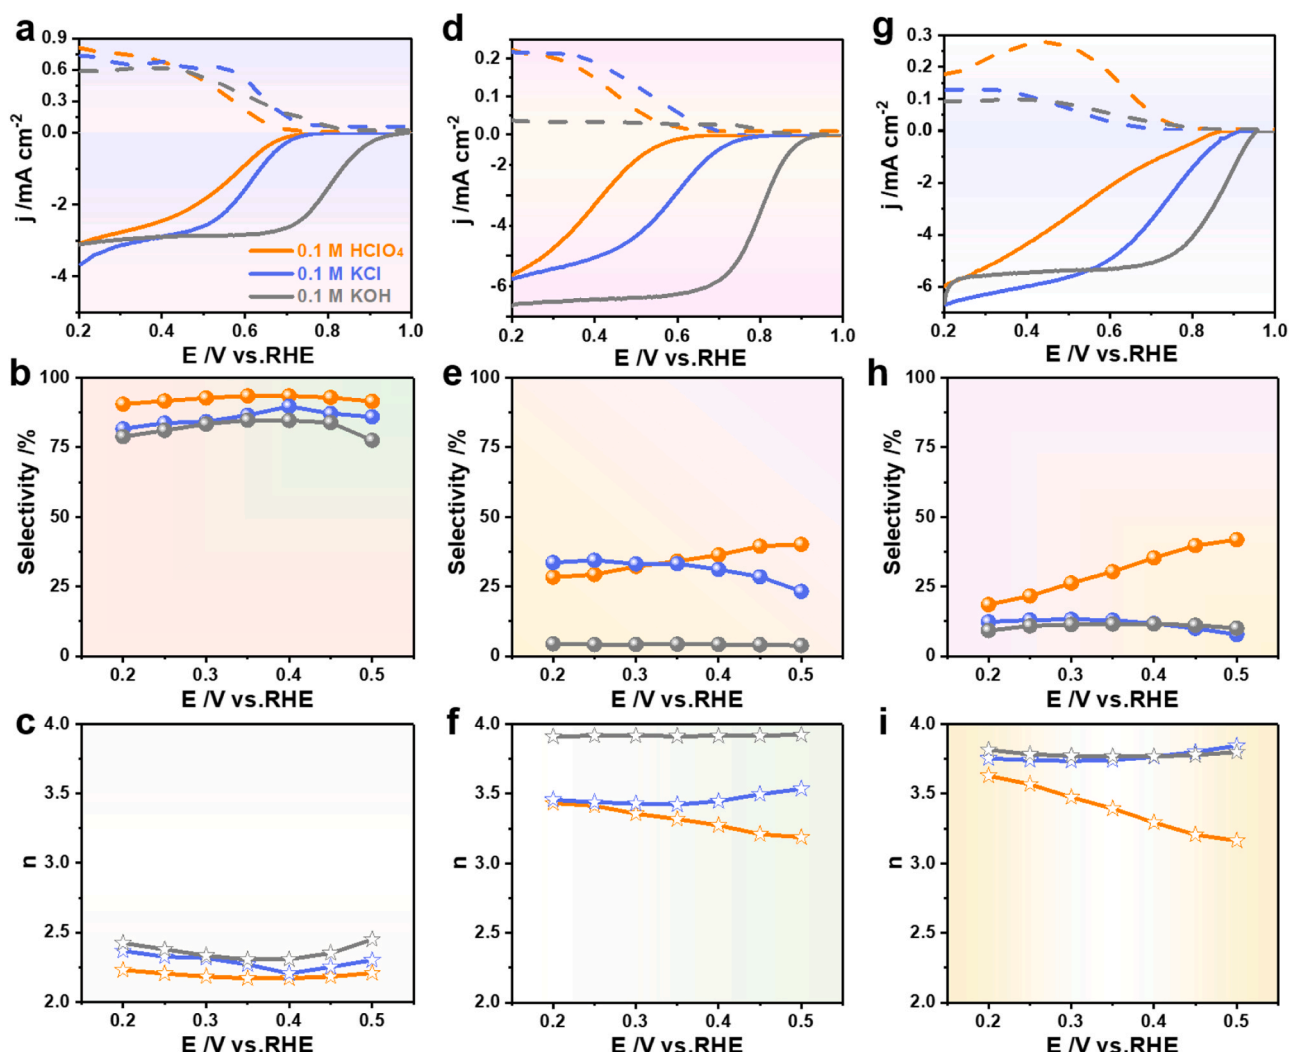 a
0.9
0.6
0.3
0.0
-2
-4
j /mA cm-2
0.1 M HClO4
0.1 M KCl
0.1 M KOH
0.2 0.4 0.6 0.8 1.0
E /V vs.RHE
d
0.2
0.1
0.0
-2
-4
-6
j /mA cm-2
0.2 0.4 0.6 0.8 1.0
E /V vs.RHE
g
0.3
0.2
0.1
0.0
-2
-4
-6
j /mA cm-2
0.2 0.4 0.6 0.8 1.0
E /V vs.RHE
b
100
75
50
25
0
Selectivity /%
0.2 0.3 0.4 0.5
E /V vs.RHE
e
100
75
50
25
0
Selectivity /%
0.2 0.3 0.4 0.5
E /V vs.RHE
h
100
75
50
25
0
Selectivity /%
0.2 0.3 0.4 0.5
E /V vs.RHE
c
4.0
3.5
3.0
2.5
2.0
n
0.2 0.3 0.4 0.5
E /V vs.RHE
f
4.0
3.5
3.0
2.5
2.0
n
0.2 0.3 0.4 0.5
E /V vs.RHE
i
4.0
3.5
3.0
2.5
2.0
n
0.2 0.3 0.4 0.5
E /V vs.RHE